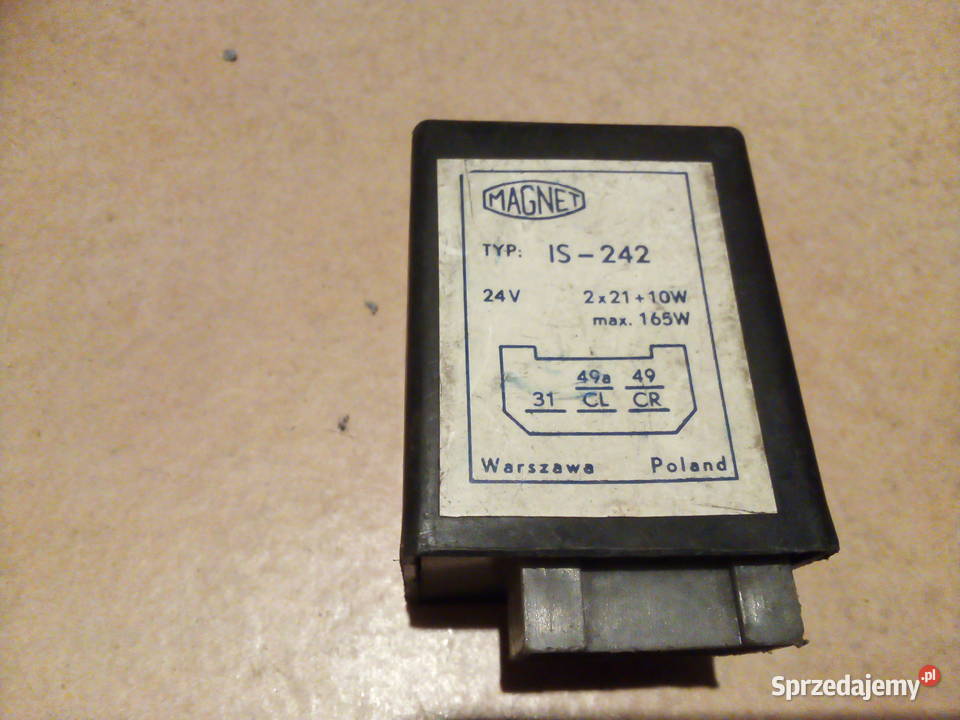 MAGNET
TYP: IS-242
24V 2x21+10W
max. 165W
49a 49
31 CL CR
Warszawa Poland
Sprzedajemy.pl